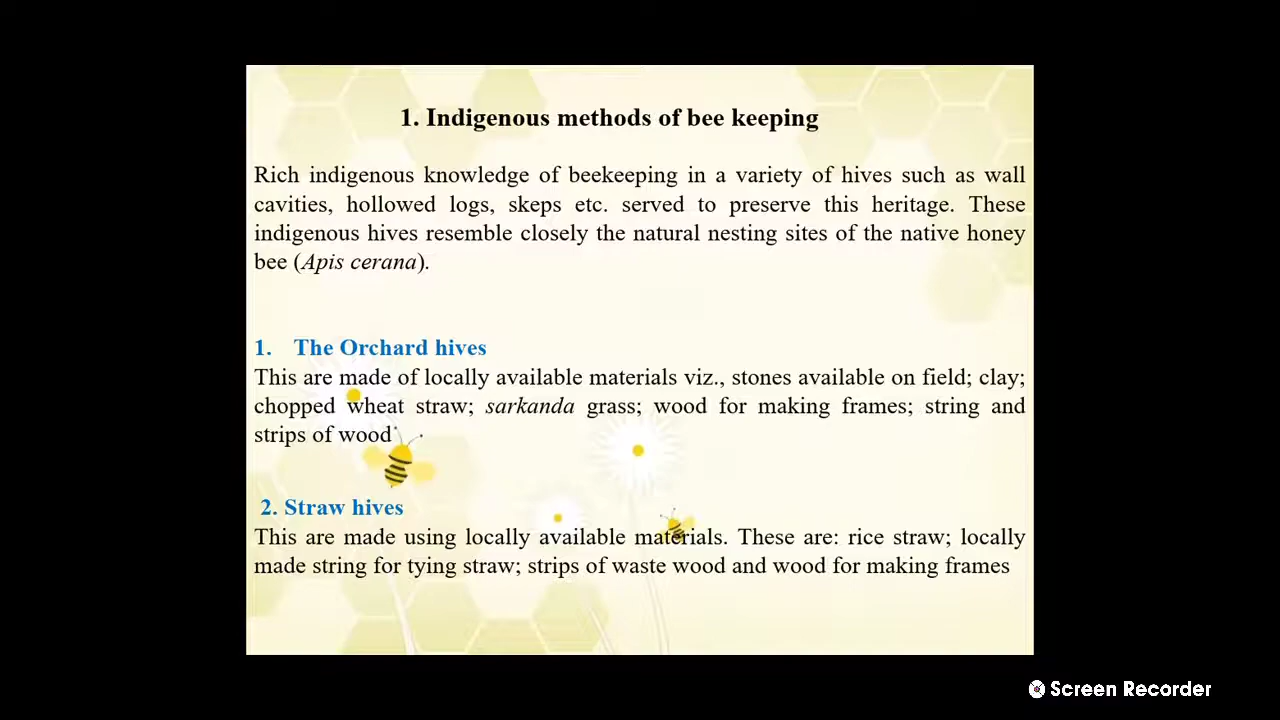 1. Indigenous methods of bee keeping
Rich indigenous knowledge of beekeeping in a variety of hives such as wall
cavities, hollowed logs, skeps etc. served to preserve this heritage. These
indigenous hives resemble closely the natural nesting sites of the native honey
bee (Apis cerana).
1. The Orchard hives
This are made of locally available materials viz., stones available on field; clay;
chopped wheat straw; sarkanda grass; wood for making frames; string and
strips of wood
2. Straw hives
This are made using locally available materials. These are: rice straw; locally
made string for tying straw; strips of waste wood and wood for making frames
Screen Recorder